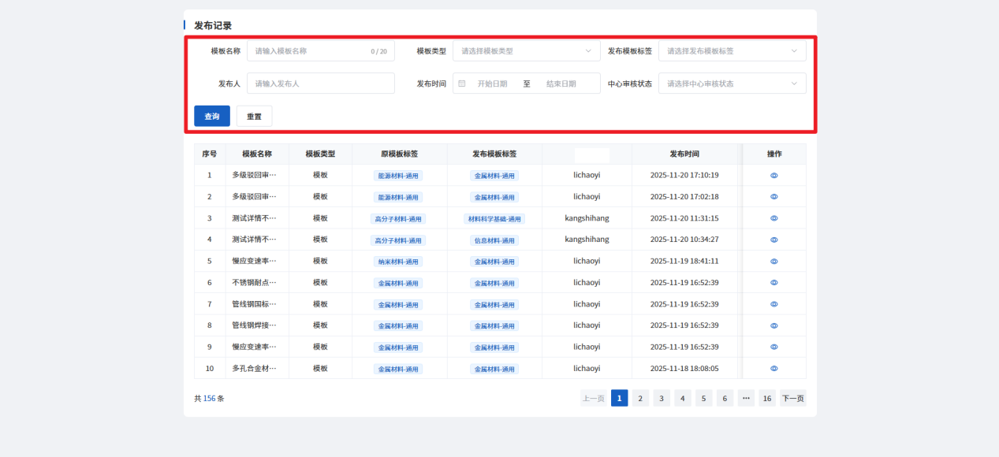 发布记录
模板名称 请输入模板名称 0 / 20 模板类型 请选择模板类型 发布模板标签 请选择发布模板标签
发布人 请输入发布人 发布时间 开始日期 至 结束日期 中心审核状态 请选择中心审核状态
查询 重置
序号 模板名称 模板类型 原模板标签 发布模板标签 发布时间 操作
1 多级驳回审… 模板 能源材料-通用 金属材料-通用 lichaoyi 2025-11-20 17:10:19
2 多级驳回审… 模板 能源材料-通用 金属材料-通用 lichaoyi 2025-11-20 17:02:18
3 测试详情不… 模板 高分子材料-通用 材料科学基础-通用 kangshihang 2025-11-20 11:31:15
4 测试详情不… 模板 高分子材料-通用 信息材料-通用 kangshihang 2025-11-20 10:34:27
5 慢应变速率… 模板 纳米材料-通用 金属材料-通用 lichaoyi 2025-11-19 18:41:11
6 不锈钢耐点… 模板 金属材料-通用 金属材料-通用 lichaoyi 2025-11-19 16:52:39
7 管线钢国标… 模板 金属材料-通用 金属材料-通用 lichaoyi 2025-11-19 16:52:39
8 管线钢焊接… 模板 金属材料-通用 金属材料-通用 lichaoyi 2025-11-19 16:52:39
9 慢应变速率… 模板 金属材料-通用 金属材料-通用 lichaoyi 2025-11-19 16:52:39
10 多孔合金材… 模板 金属材料-通用 金属材料-通用 lichaoyi 2025-11-18 18:08:05
共 156 条 上一页 1 2 3 4 5 6 ··· 16 下一页